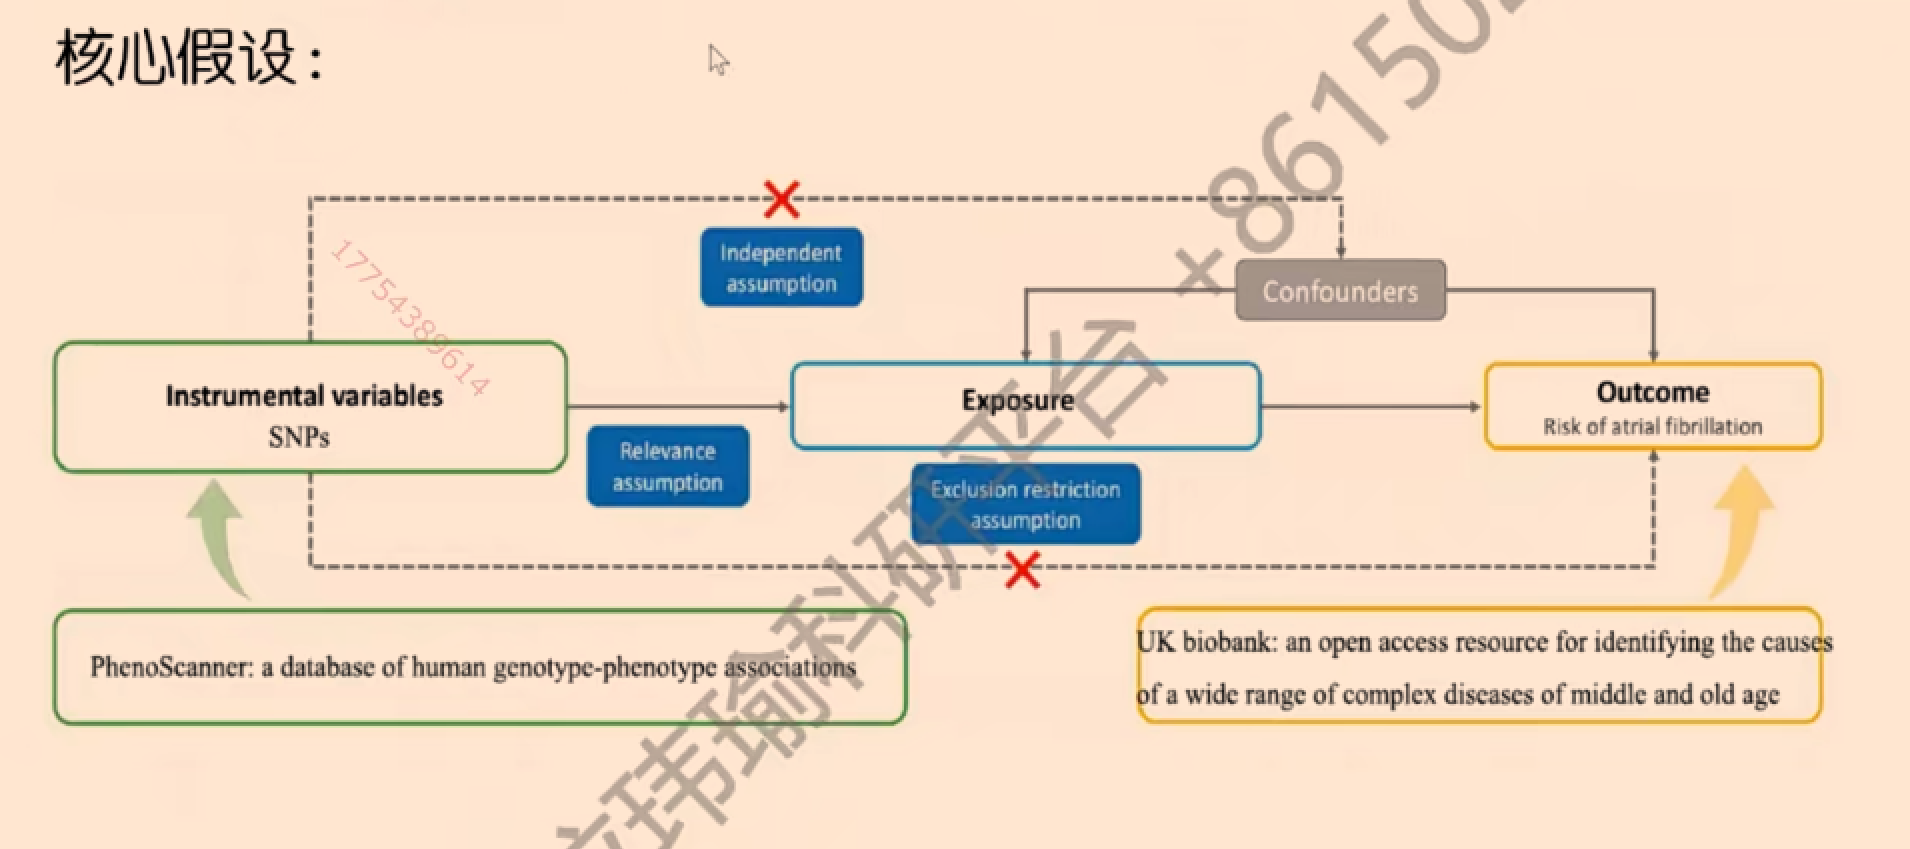 核心假设：
+86150
17754389614
Independent
assumption
Confounders
Instrumental variables
SNPs
Exposure
Outcome
Risk of atrial fibrillation
Relevance
assumption
Exclusion restriction
assumption
PhenoScanner: a database of human genotype-phenotype associations
UK biobank: an open access resource for identifying the causes
of a wide range of complex diseases of middle and old age
玮瑜科研平台